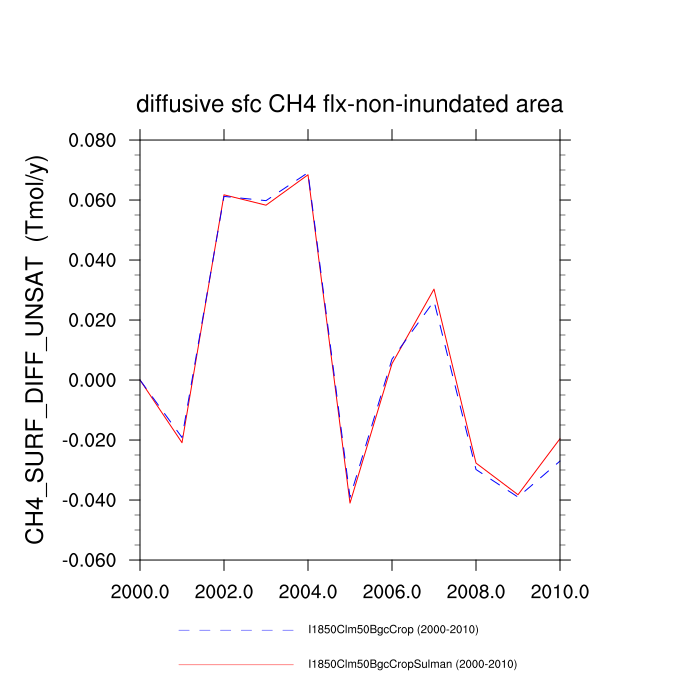 diffusive sfc CH4 flx-non-inundated area
CH4_SURF_DIFF_UNSAT (Tmol/y)
0.080
0.060
0.040
0.020
0.000
-0.020
-0.040
-0.060
2000.0 2002.0 2004.0 2006.0 2008.0 2010.0
I1850Clm50BgcCrop (2000-2010)
I1850Clm50BgcCropSulman (2000-2010)